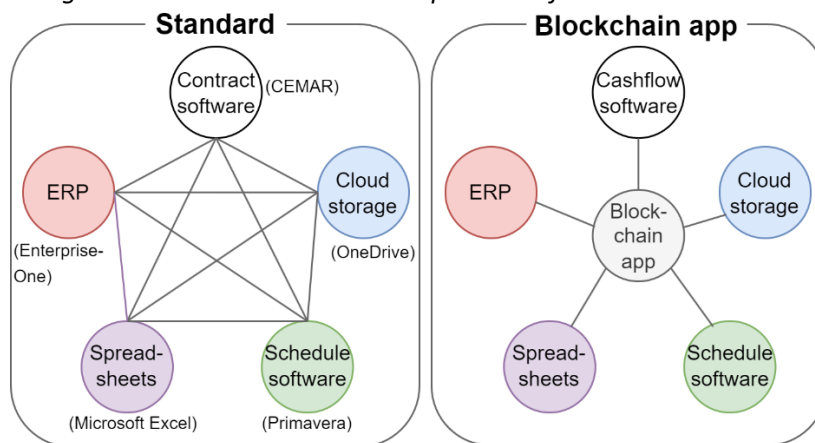 Standard
Contract
software
(CEMAR)
ERP
(Enterprise-
One)
Cloud
storage
(OneDrive)
Spread-
sheets
(Microsoft Excel)
Schedule
software
(Primavera)
Blockchain app
Cashflow
software
ERP
Cloud
storage
Block-
chain
app
Spread-
sheets
Schedule
software